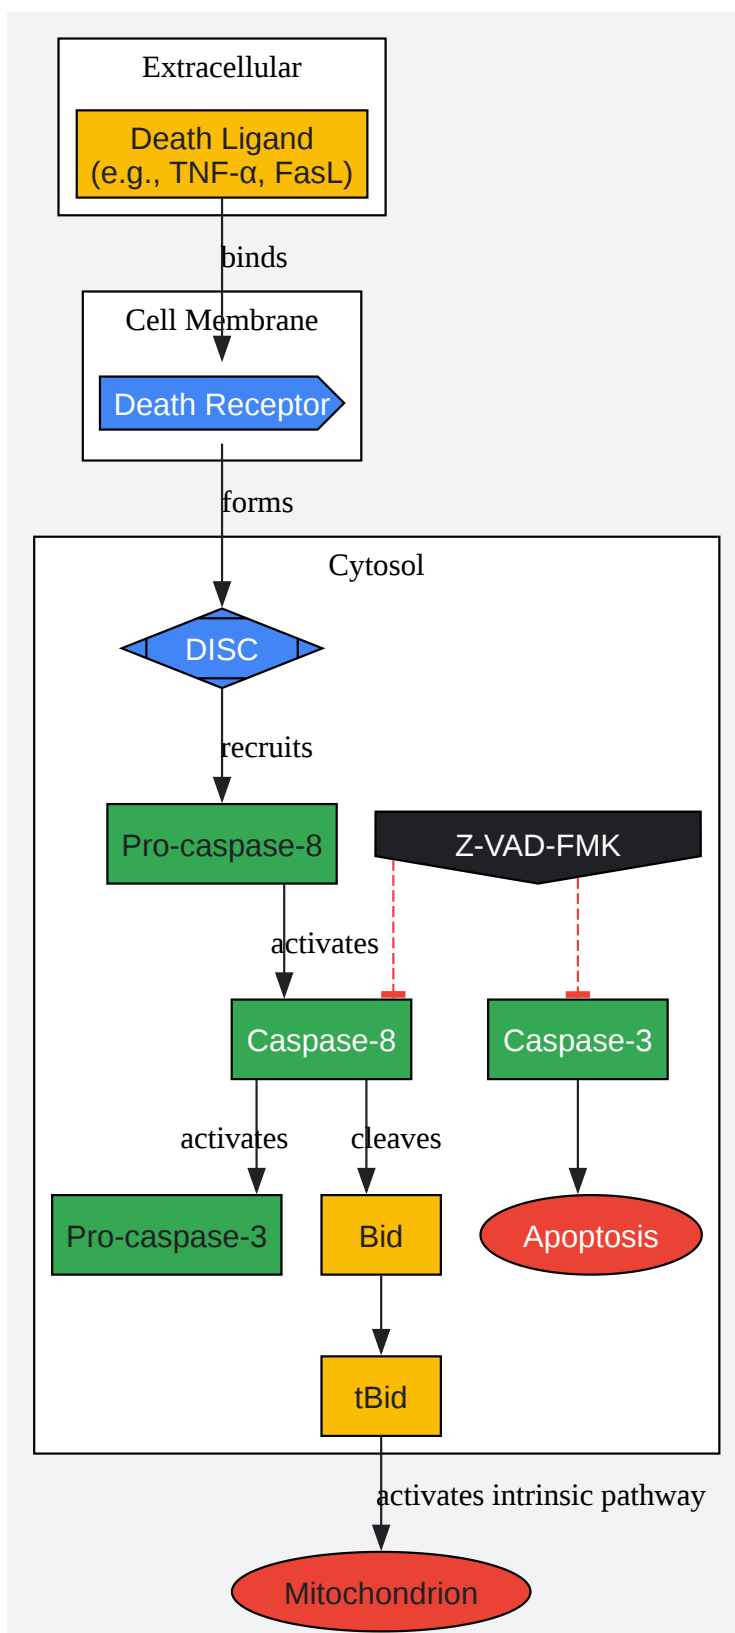 Extracellular
Death Ligand
(e.g., TNF-α, FasL)
binds
Cell Membrane
Death Receptor
forms
Cytosol
DISC
recruits
Pro-caspase-8
Z-VAD-FMK
activates
Caspase-8
Caspase-3
activates
cleaves
Pro-caspase-3
Bid
Apoptosis
tBid
activates intrinsic pathway
Mitochondrion